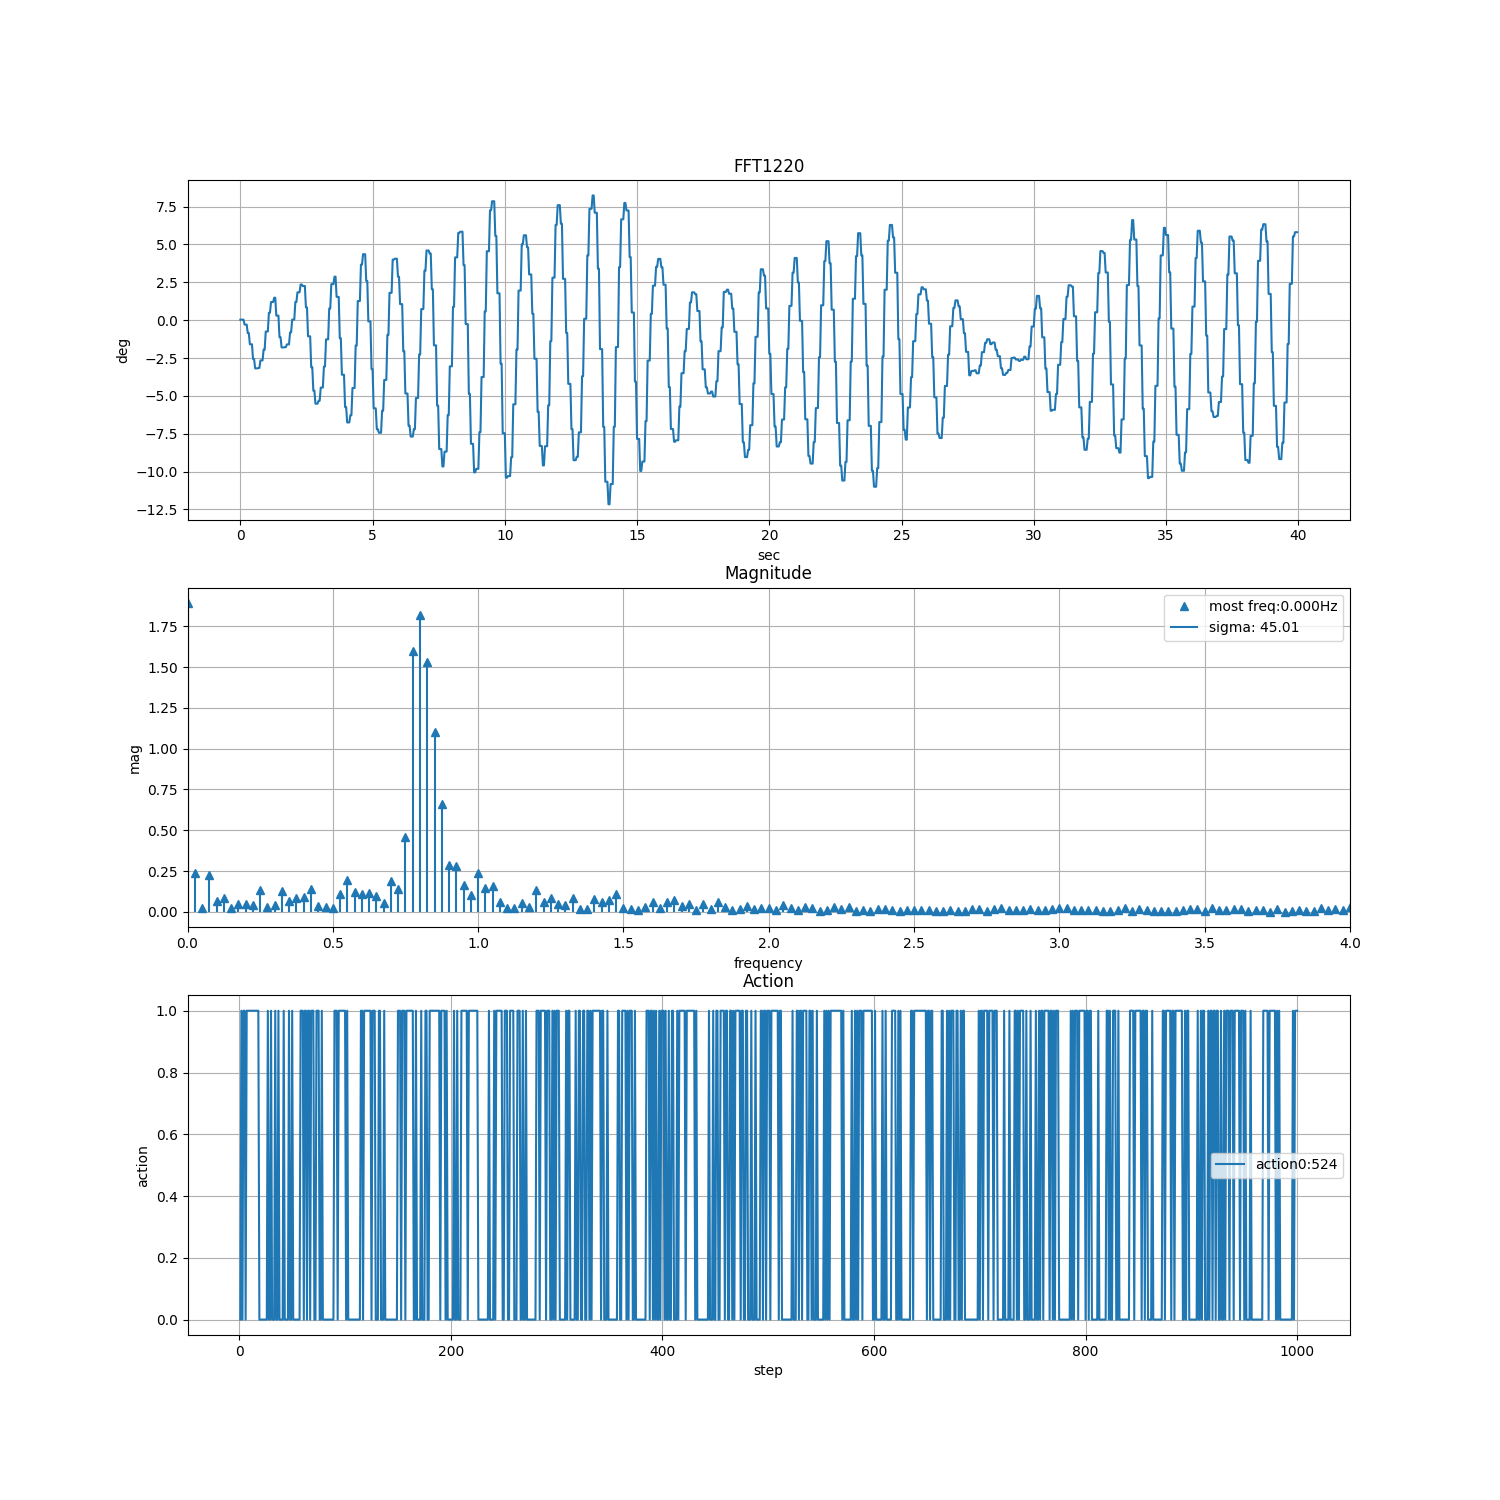 FFT1220
7.5
5.0
2.5
0.0
−2.5
−5.0
−7.5
−10.0
−12.5
deg
0 5 10 15 20 25 30 35 40
sec
Magnitude
most freq:0.000Hz
sigma: 45.01
1.75
1.50
1.25
1.00
0.75
0.50
0.25
0.00
mag
0.0 0.5 1.0 1.5 2.0 2.5 3.0 3.5 4.0
frequency
Action
1.0
0.8
0.6
0.4
0.2
0.0
action
action0:524
0 200 400 600 800 1000
step